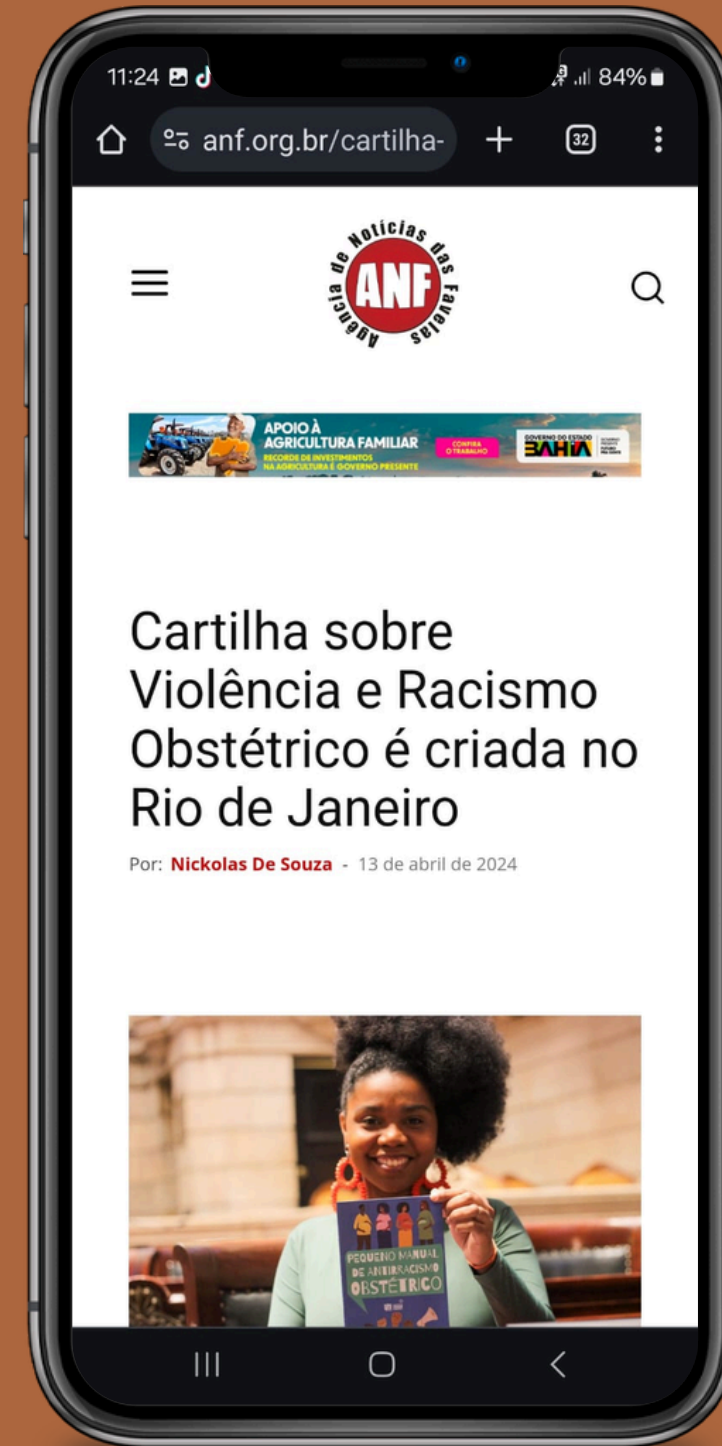 11:24
84%
anf.org.br/cartilha-
32
Agência de Notícias das Favelas
ANF
APOIO À
AGRICULTURA FAMILIAR
RECORDE DE INVESTIMENTOS
NA AGRICULTURA É GOVERNO PRESENTE
CONFIRA
O TRABALHO
GOVERNO DO ESTADO
BAHIA
Cartilha sobre
Violência e Racismo
Obstétrico é criada no
Rio de Janeiro
Por: Nickolas De Souza - 13 de abril de 2024
PEQUENO MANUAL
DE ANTIRRACISMO
OBSTÉTRICO